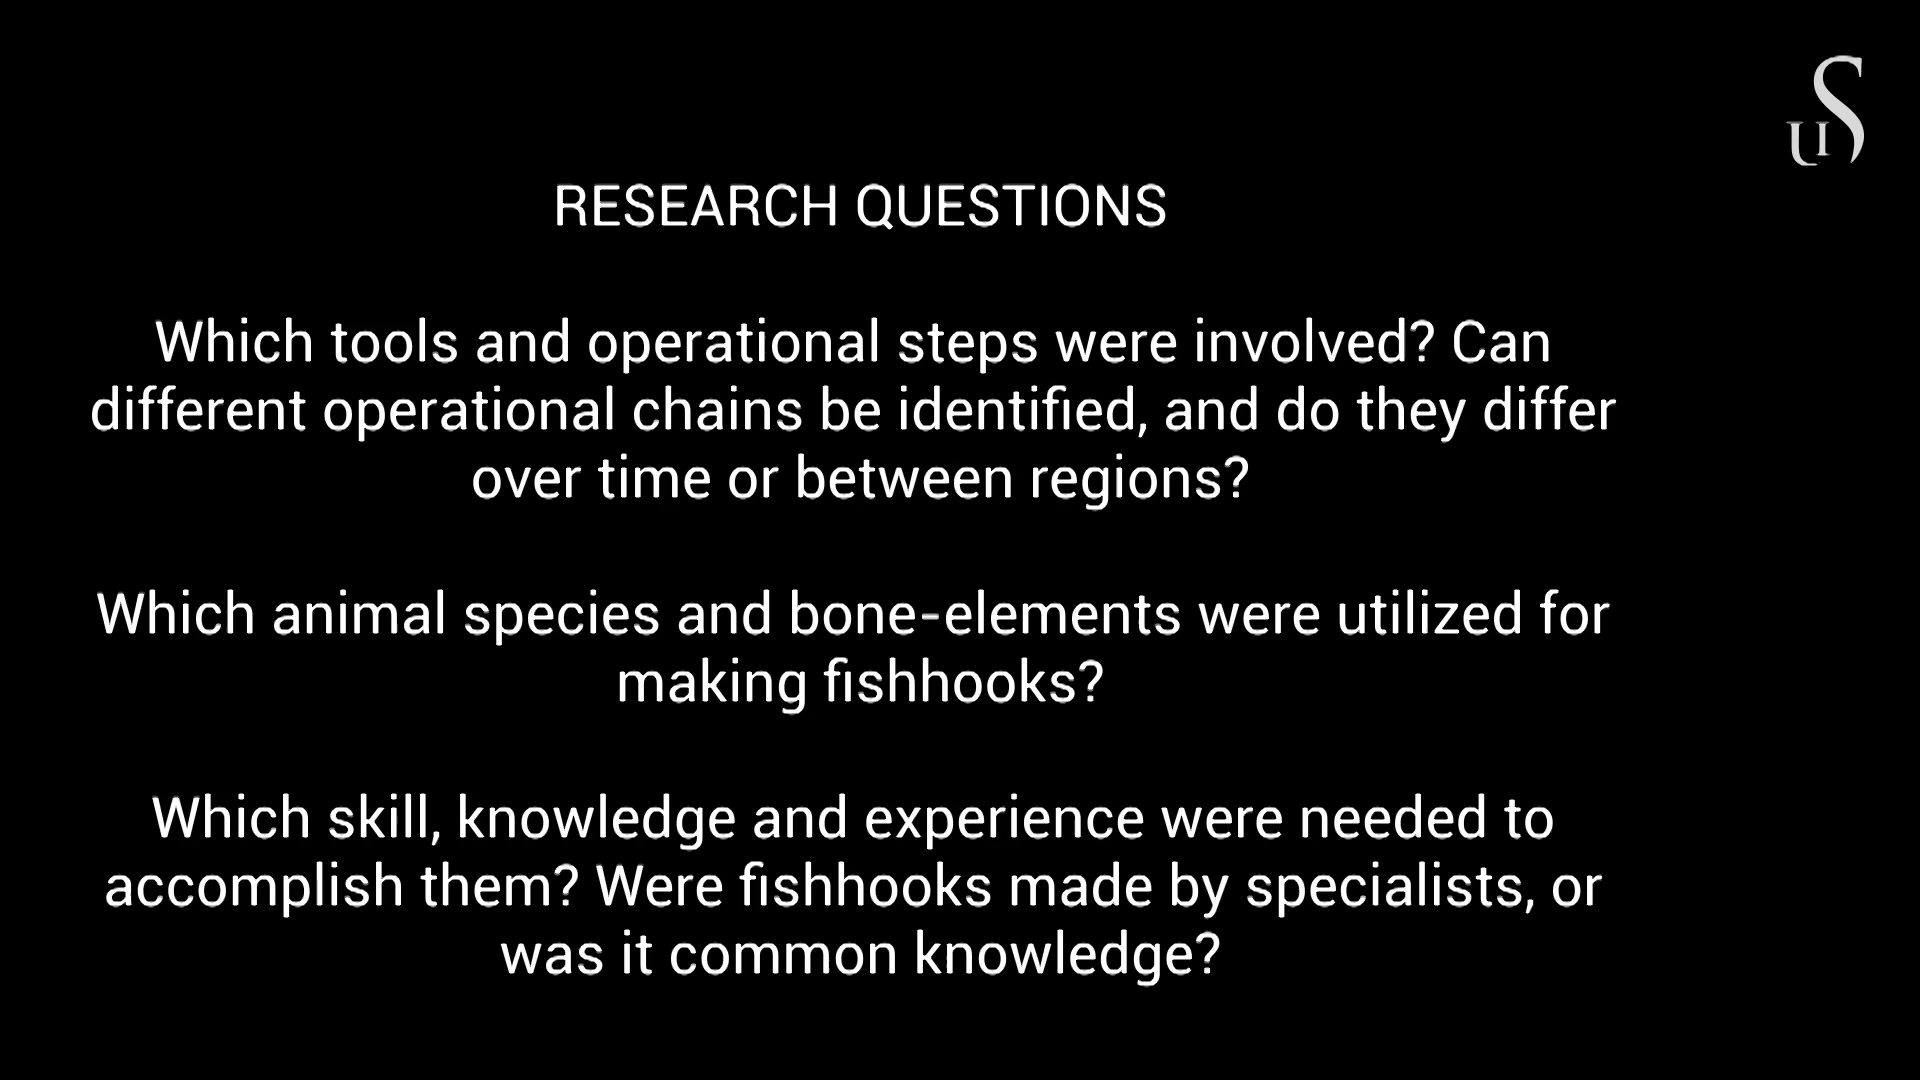 RESEARCH QUESTIONS
Which tools and operational steps were involved? Can
different operational chains be identified, and do they differ
over time or between regions?
Which animal species and bone-elements were utilized for
making fishhooks?
Which skill, knowledge and experience were needed to
accomplish them? Were fishhooks made by specialists, or
was it common knowledge?
UiS